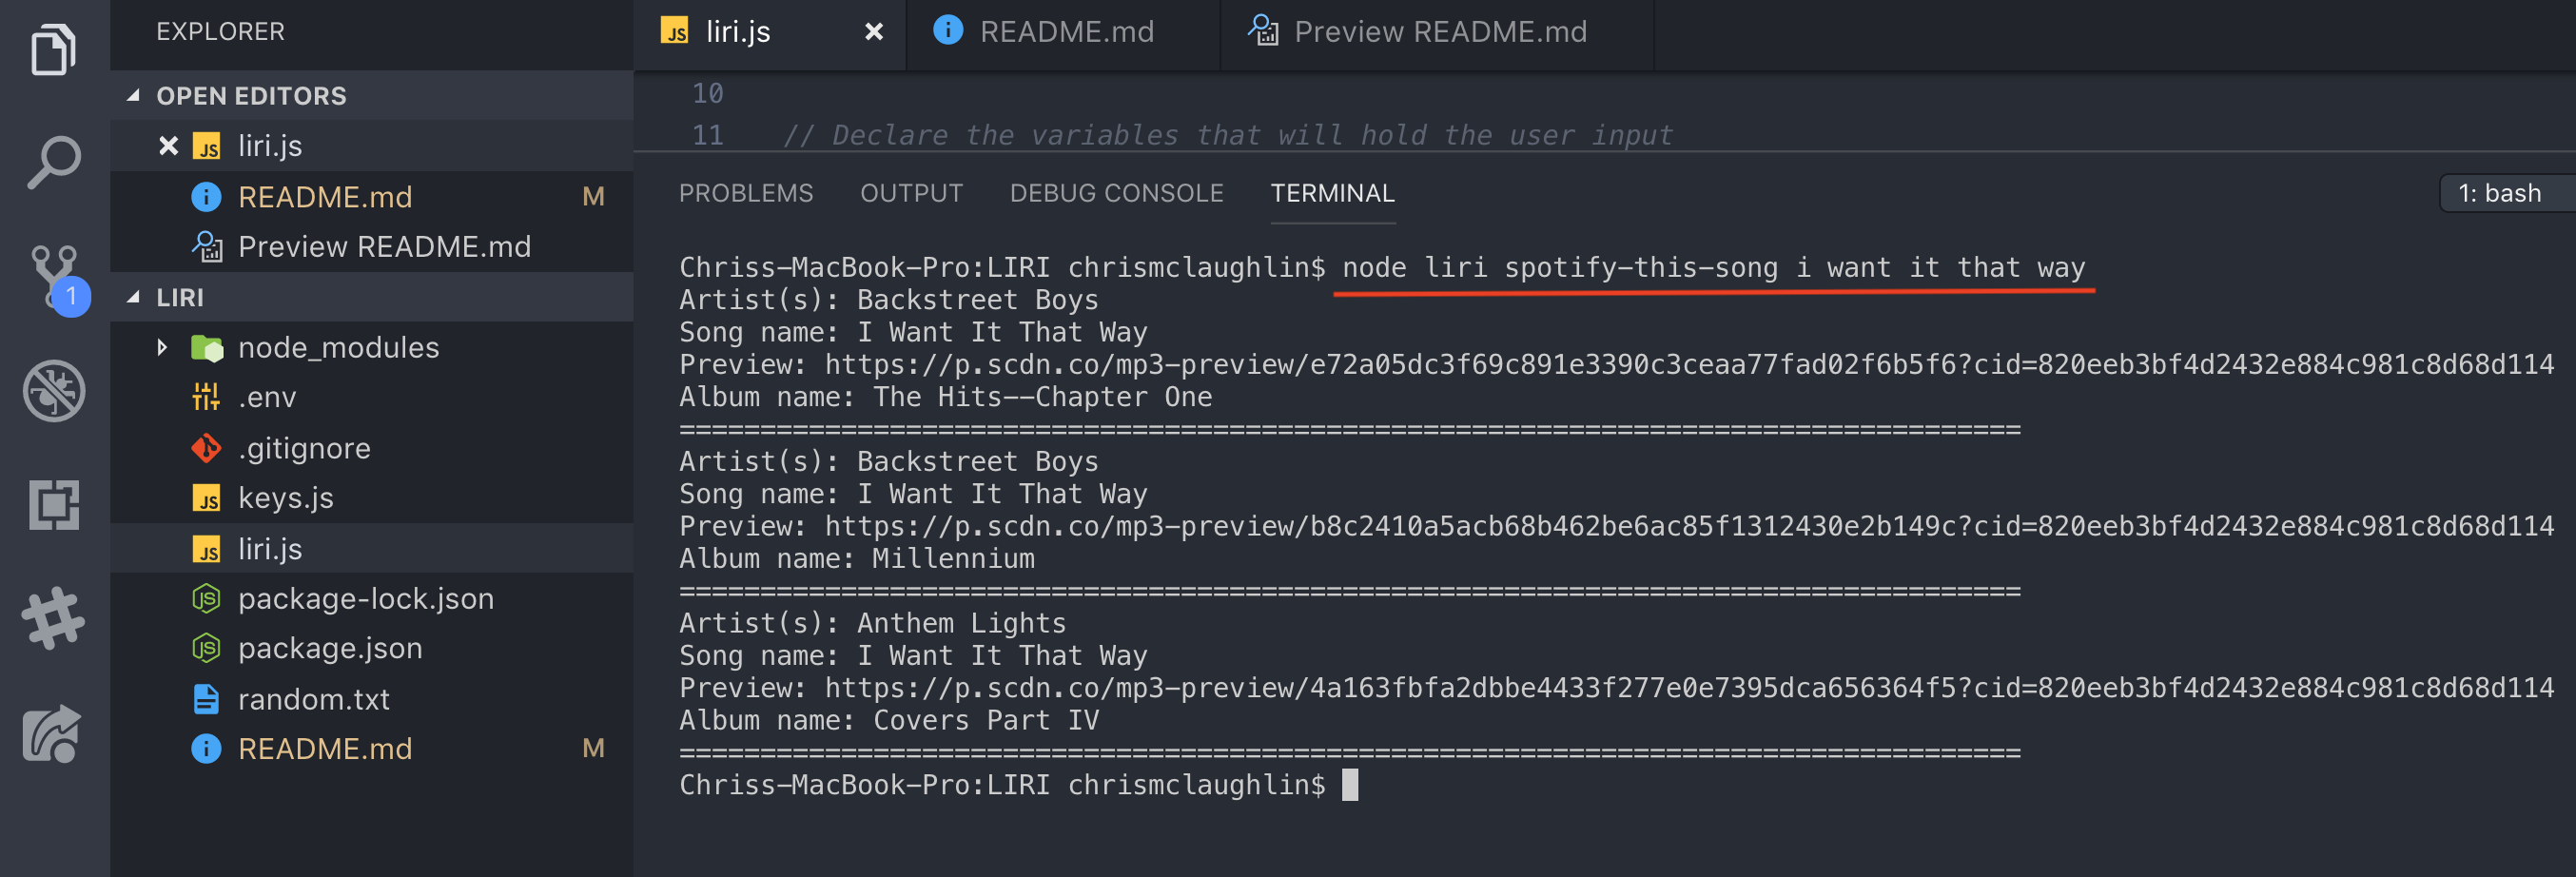 EXPLORER
OPEN EDITORS
liri.js
README.md M
Preview README.md
LIRI
node_modules
.env
.gitignore
keys.js
liri.js
package-lock.json
package.json
random.txt
README.md M
1
liri.js README.md Preview README.md
10
11 // Declare the variables that will hold the user input
PROBLEMS OUTPUT DEBUG CONSOLE TERMINAL 1: bash
Chriss-MacBook-Pro:LIRI chrismclaughlin$ node liri spotify-this-song i want it that way
Artist(s): Backstreet Boys
Song name: I Want It That Way
Preview: https://p.scdn.co/mp3-preview/e72a05dc3f69c891e3390c3ceaa77fad02f6b5f6?cid=820eeb3bf4d2432e884c981c8d68d114
Album name: The Hits--Chapter One
===================================================================================
Artist(s): Backstreet Boys
Song name: I Want It That Way
Preview: https://p.scdn.co/mp3-preview/b8c2410a5acb68b462be6ac85f1312430e2b149c?cid=820eeb3bf4d2432e884c981c8d68d114
Album name: Millennium
===================================================================================
Artist(s): Anthem Lights
Song name: I Want It That Way
Preview: https://p.scdn.co/mp3-preview/4a163fbfa2dbbe4433f277e0e7395dca656364f5?cid=820eeb3bf4d2432e884c981c8d68d114
Album name: Covers Part IV
===================================================================================
Chriss-MacBook-Pro:LIRI chrismclaughlin$